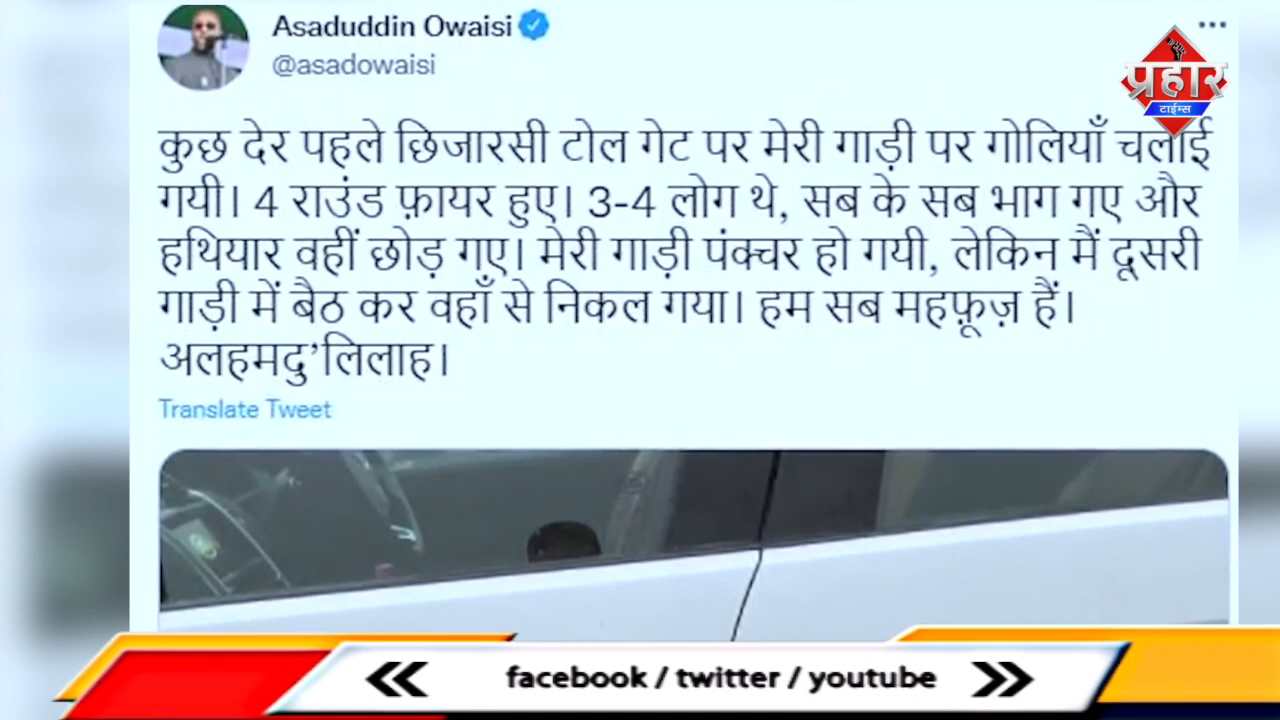 Asaduddin Owaisi
@asadowaisi
प्रहार
टाईम्स
कुछ देर पहले छिजारसी टोल गेट पर मेरी गाड़ी पर गोलियाँ चलाई
गयी। 4 राउंड फ़ायर हुए। 3-4 लोग थे, सब के सब भाग गए और
हथियार वहीं छोड़ गए। मेरी गाड़ी पंक्चर हो गयी, लेकिन मैं दूसरी
गाड़ी में बैठ कर वहाँ से निकल गया। हम सब महफ़ूज़ हैं।
अलहमदु’लिलाह।
Translate Tweet
facebook / twitter / youtube